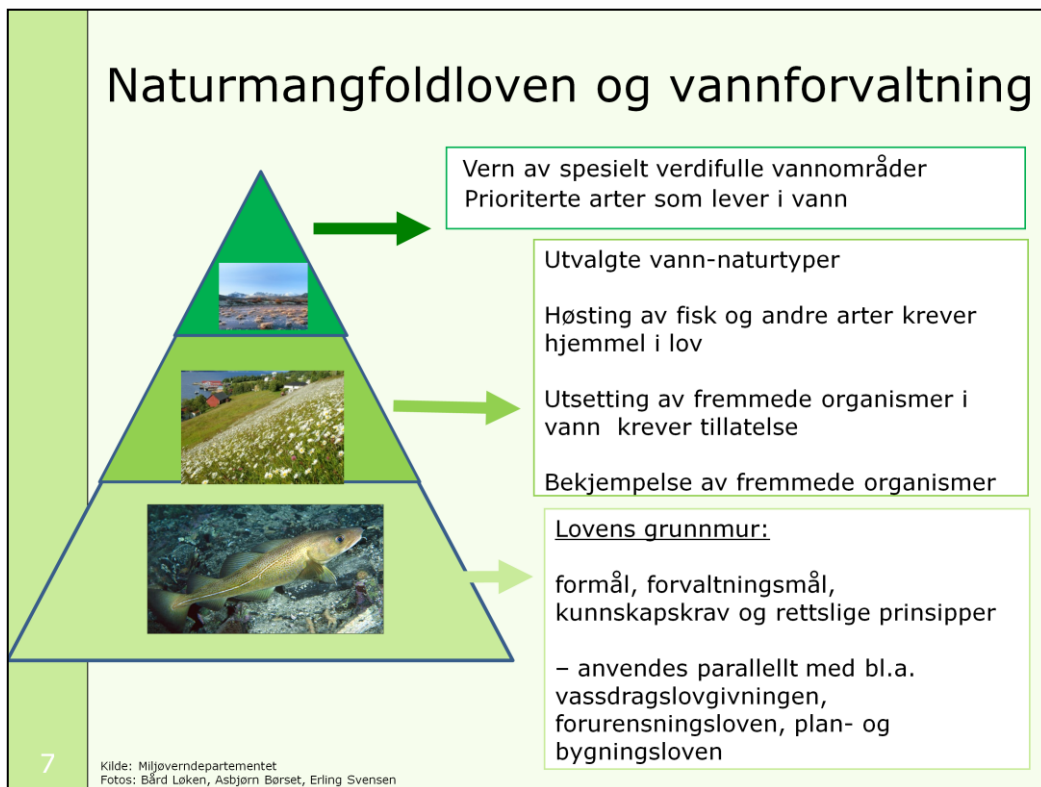 Naturmangfoldloven og vannforvaltning
Vern av spesielt verdifulle vannområder
Prioriterte arter som lever i vann
Utvalgte vann-naturtyper
Høsting av fisk og andre arter krever
hjemmel i lov
Utsetting av fremmede organismer i
vann krever tillatelse
Bekjempelse av fremmede organismer
Lovens grunnmur:
formål, forvaltningsmål,
kunnskapskrav og rettslige prinsipper
– anvendes parallellt med bl.a.
vassdragslovgivningen,
forurensningsloven, plan- og
bygningsloven
7
Kilde: Miljøverndepartementet
Fotos: Bård Løken, Asbjørn Børset, Erling Svensen